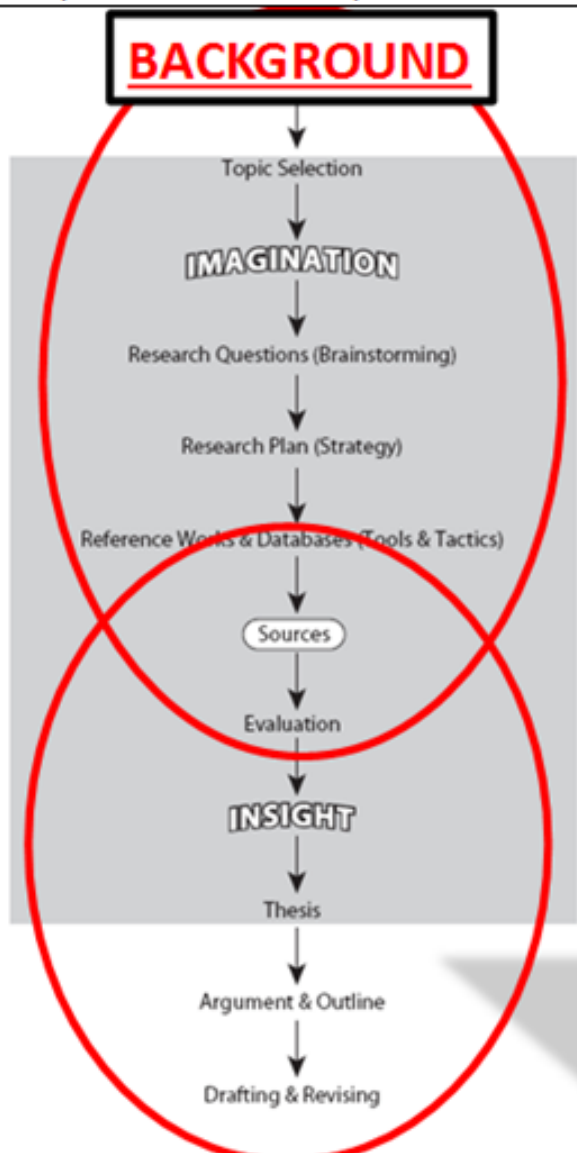 BACKGROUND
Topic Selection
IMAGINATION
Research Questions (Brainstorming)
Research Plan (Strategy)
Reference Works & Databases (Tools & Tactics)
Sources
Evaluation
INSIGHT
Thesis
Argument & Outline
Drafting & Revising